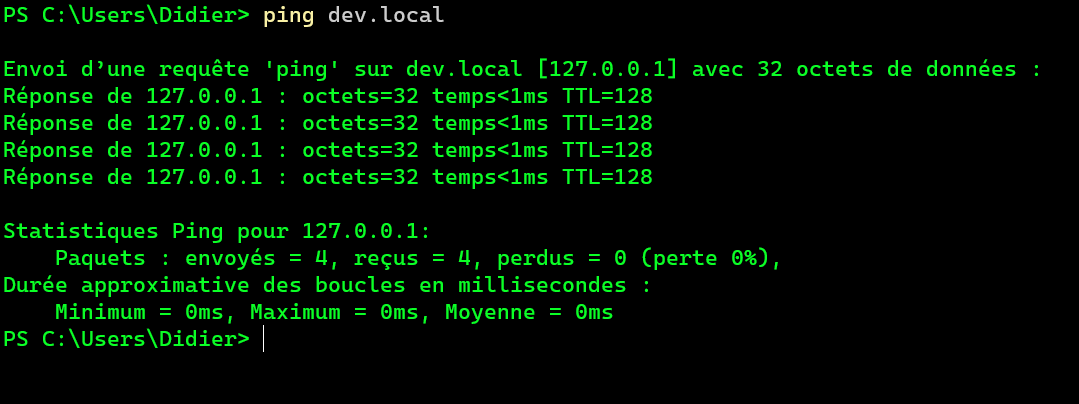 PS C:\Users\Didier> ping dev.local
Envoi d’une requête 'ping' sur dev.local [127.0.0.1] avec 32 octets de données :
Réponse de 127.0.0.1 : octets=32 temps<1ms TTL=128
Réponse de 127.0.0.1 : octets=32 temps<1ms TTL=128
Réponse de 127.0.0.1 : octets=32 temps<1ms TTL=128
Réponse de 127.0.0.1 : octets=32 temps<1ms TTL=128
Statistiques Ping pour 127.0.0.1:
    Paquets : envoyés = 4, reçus = 4, perdus = 0 (perte 0%),
Durée approximative des boucles en millisecondes :
    Minimum = 0ms, Maximum = 0ms, Moyenne = 0ms
PS C:\Users\Didier>